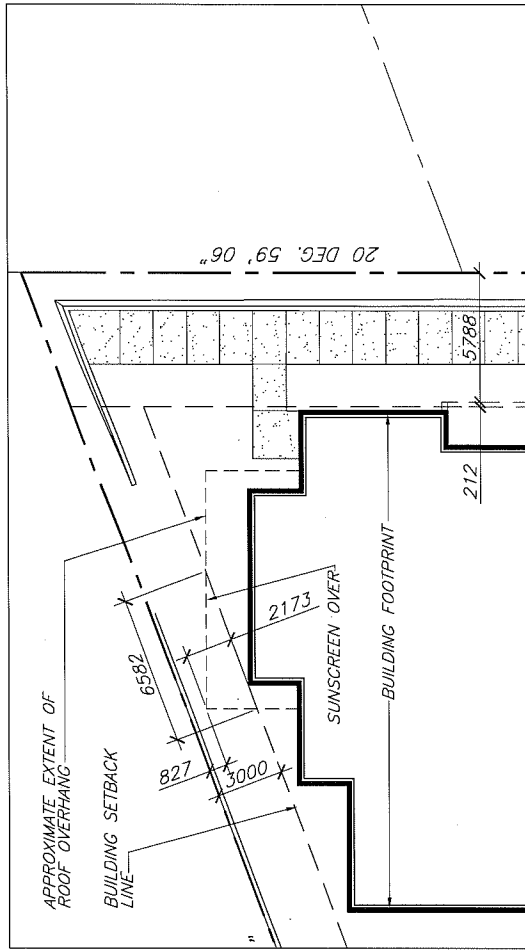 APPROXIMATE EXTENT OF
ROOF OVERHANG
BUILDING SETBACK
LINE
20 DEG. 59' 06"
6582
827
3000
2173
SUNSCREEN OVER
BUILDING FOOTPRINT
5788
212
"